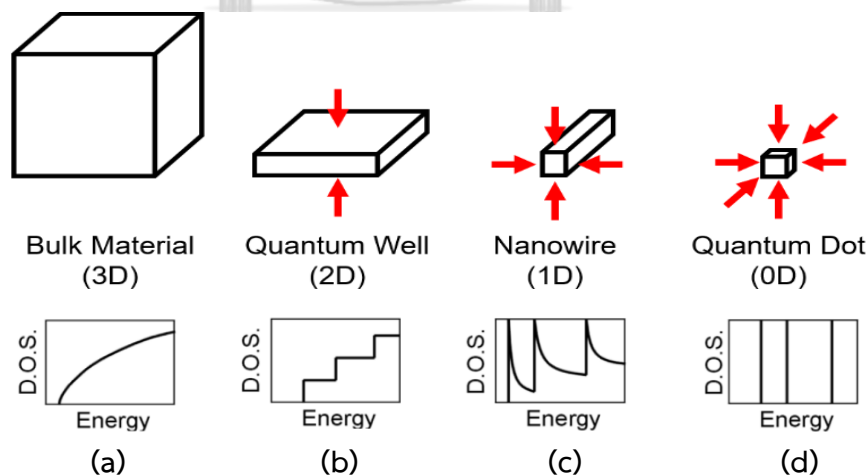 Bulk Material
(3D)
Quantum Well
(2D)
Nanowire
(1D)
Quantum Dot
(0D)
D.O.S.
Energy
D.O.S.
Energy
D.O.S.
Energy
D.O.S.
Energy
(a)
(b)
(c)
(d)